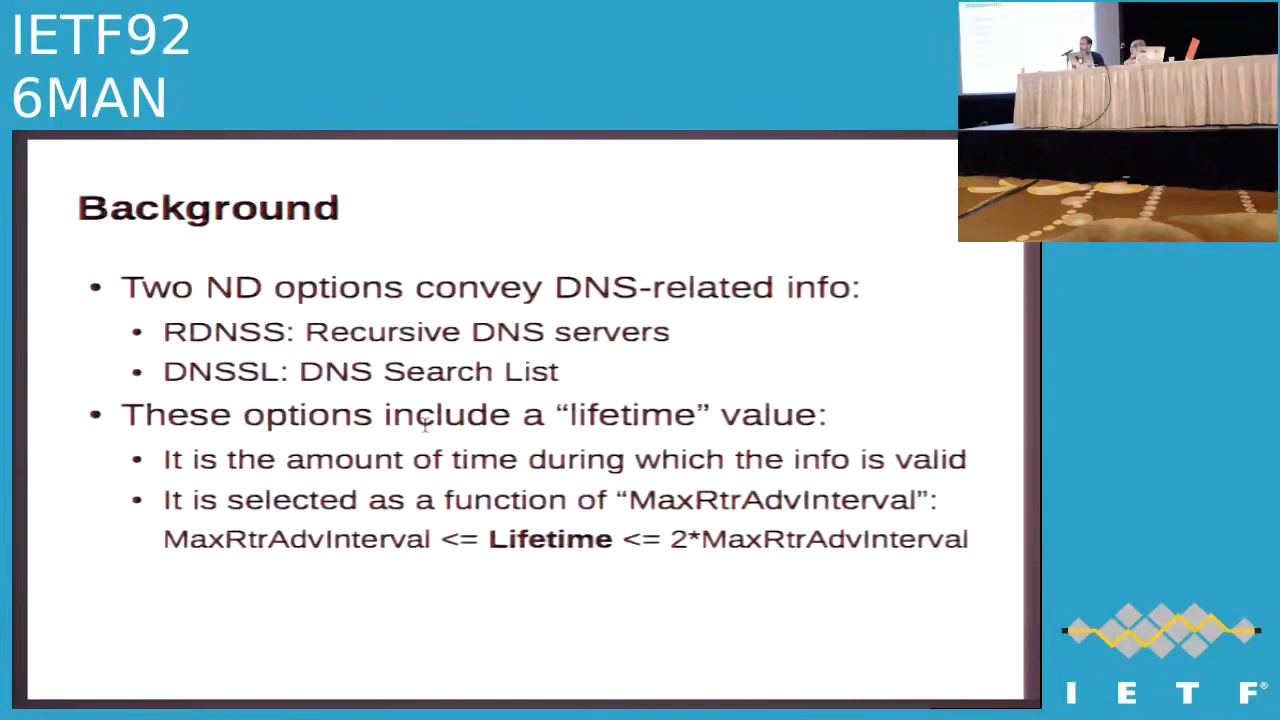 IETF92
6MAN
Background
• Two ND options convey DNS-related info:
• RDNSS: Recursive DNS servers
• DNSSL: DNS Search List
• These options include a “lifetime” value:
• It is the amount of time during which the info is valid
• It is selected as a function of “MaxRtrAdvInterval”:
MaxRtrAdvInterval <= Lifetime <= 2*MaxRtrAdvInterval
I E T F®